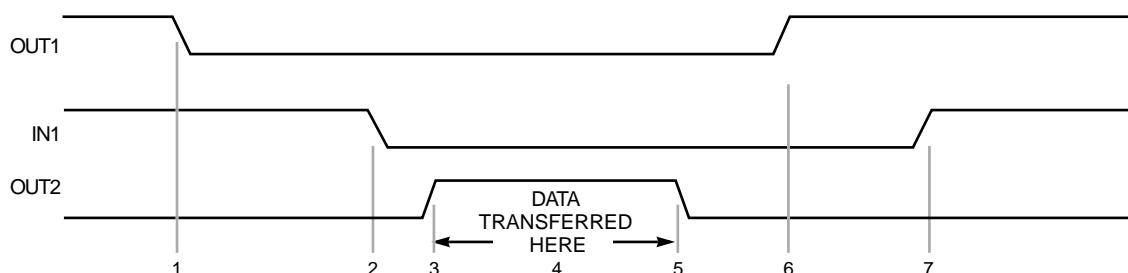 OUT1
IN1
OUT2
DATA
TRANSFERRED
HERE
1 2 3 4 5 6 7